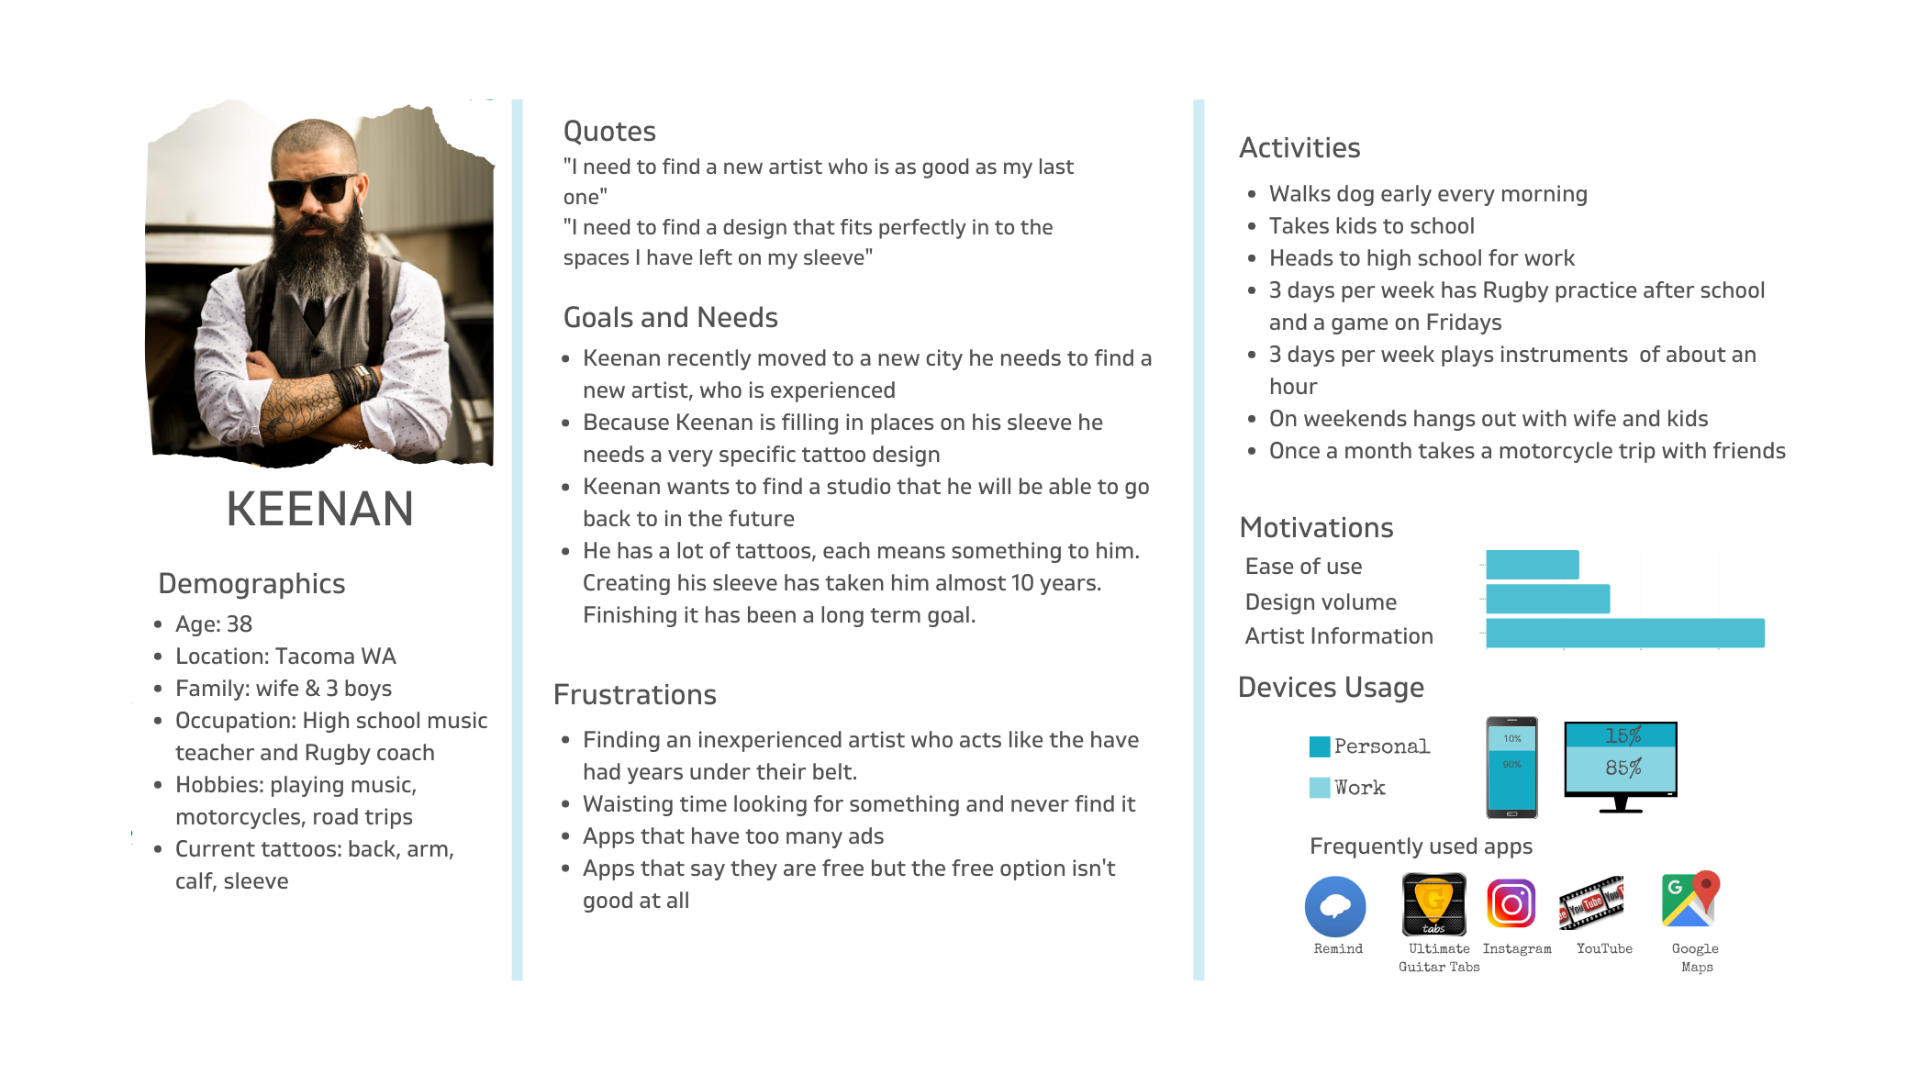 KEENAN
Demographics
• Age: 38
• Location: Tacoma WA
• Family: wife & 3 boys
• Occupation: High school music
teacher and Rugby coach
• Hobbies: playing music,
motorcycles, road trips
• Current tattoos: back, arm,
calf, sleeve
Quotes
"I need to find a new artist who is as good as my last
one"
"I need to find a design that fits perfectly in to the
spaces I have left on my sleeve"
Goals and Needs
• Keenan recently moved to a new city he needs to find a
new artist, who is experienced
• Because Keenan is filling in places on his sleeve he
needs a very specific tattoo design
• Keenan wants to find a studio that he will be able to go
back to in the future
• He has a lot of tattoos, each means something to him.
Creating his sleeve has taken him almost 10 years.
Finishing it has been a long term goal.
Frustrations
• Finding an inexperienced artist who acts like the have
had years under their belt.
• Waisting time looking for something and never find it
• Apps that have too many ads
• Apps that say they are free but the free option isn't
good at all
Activities
• Walks dog early every morning
• Takes kids to school
• Heads to high school for work
• 3 days per week has Rugby practice after school
and a game on Fridays
• 3 days per week plays instruments  of about an
hour
• On weekends hangs out with wife and kids
• Once a month takes a motorcycle trip with friends
Motivations
Ease of use
Design volume
Artist Information
Devices Usage
Personal
Work
10%
90%
15%
85%
Frequently used apps
G
tabs
You Tube
You
G
Remind
Ultimate
Guitar Tabs
Instagram
YouTube
Google
Maps